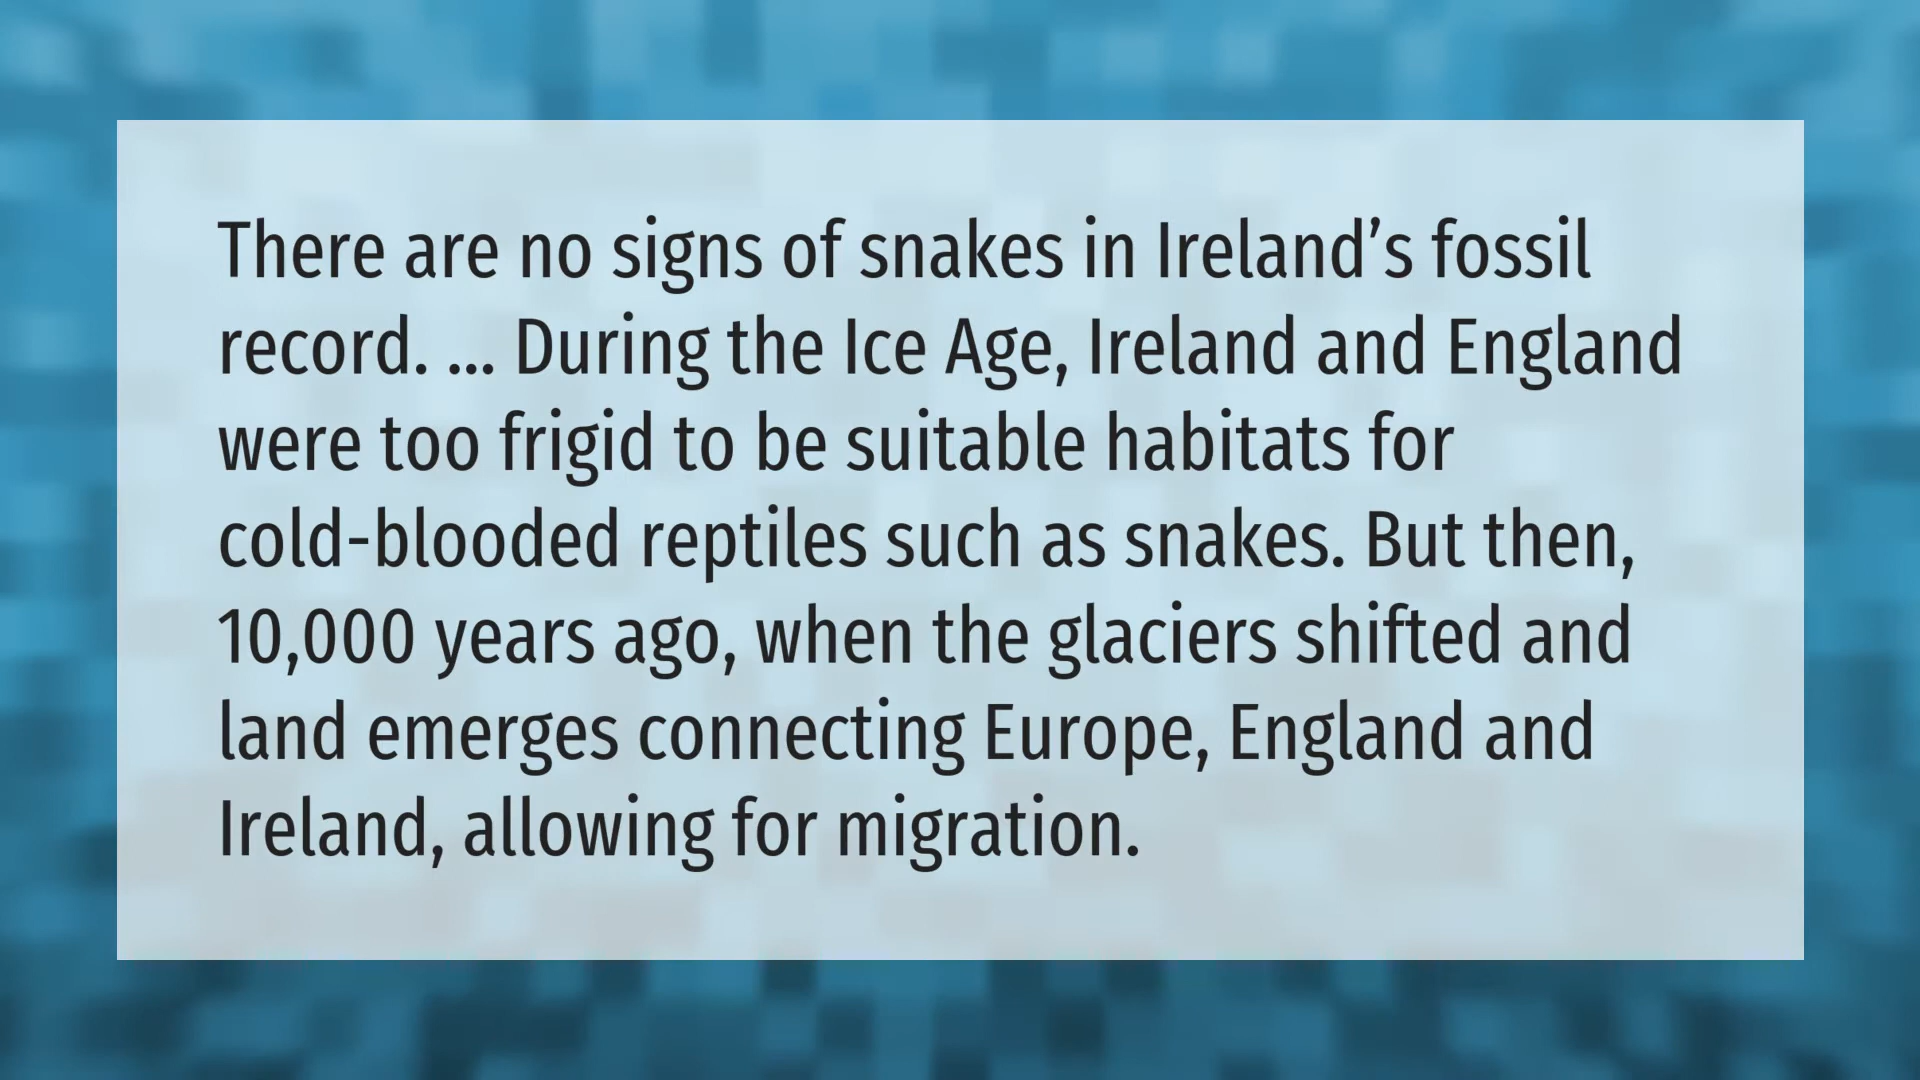 There are no signs of snakes in Ireland’s fossil
record. ... During the Ice Age, Ireland and England
were too frigid to be suitable habitats for
cold-blooded reptiles such as snakes. But then,
10,000 years ago, when the glaciers shifted and
land emerges connecting Europe, England and
Ireland, allowing for migration.